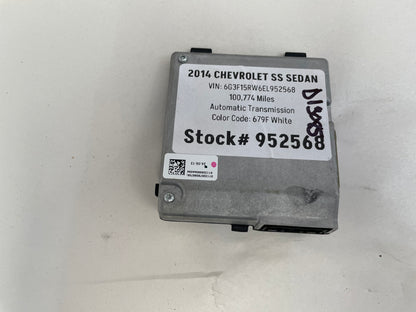 2014 CHEVROLET SS SEDAN
VIN: 6G3F15RW6EL952568
100,774 Miles
Automatic Transmission
Color Code: 679F White
Stock# 952568